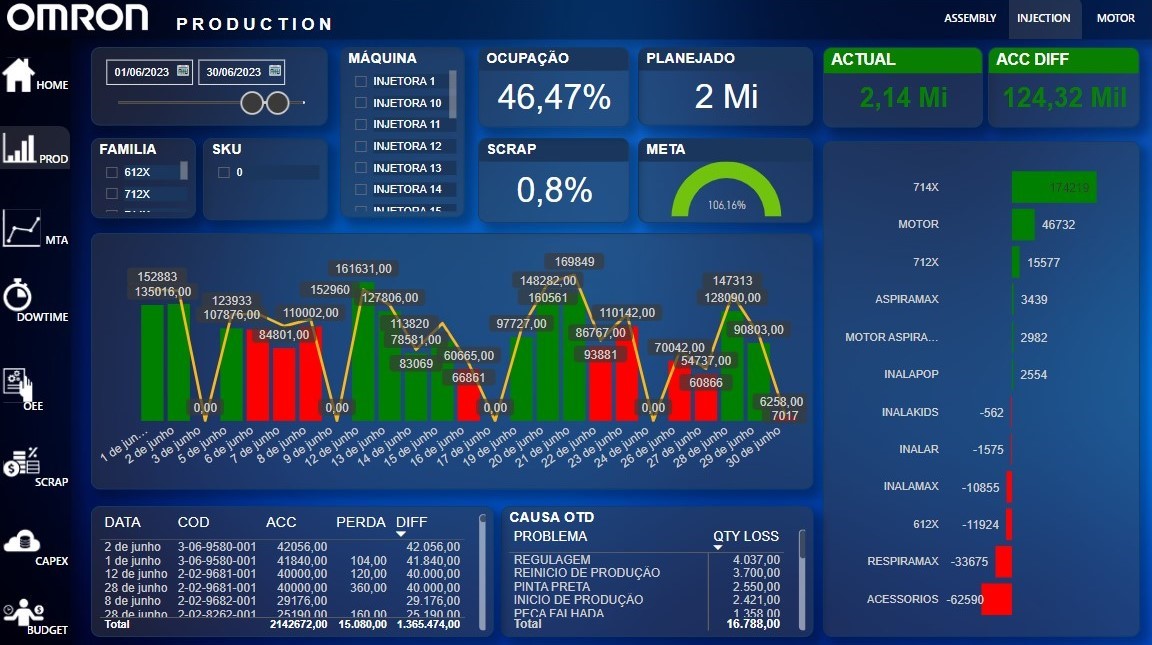 OMRON
PRODUCTION
ASSEMBLY
INJECTION
MOTOR
HOME
PROD
MTA
DOWTIME
OEE
SCRAP
CAPEX
BUDGET
01/06/2023
30/06/2023
FAMILIA
612X
712X
SKU
0
MÁQUINA
INJETORA 1
INJETORA 10
INJETORA 11
INJETORA 12
INJETORA 13
INJETORA 14
INJETORA 15
OCUPAÇÃO
46,47%
PLANEJADO
2 Mi
SCRAP
0,8%
META
106,16%
ACTUAL
2,14 Mi
ACC DIFF
124,32 Mil
152883
135016,00
0,00
123933
107876,00
84801,00
110002,00
0,00
161631,00
152960
127806,00
113820
78581,00
83069
60665,00
66861
0,00
97727,00
148282,00
160561
169849
86767,00
93881
110142,00
0,00
70042,00
54737,00
60866
147313
128090,00
90803,00
6258,00
7017
1 de jun...
2 de junho
3 de junho
5 de junho
6 de junho
7 de junho
8 de junho
9 de junho
12 de junho
13 de junho
14 de junho
15 de junho
16 de junho
17 de junho
19 de junho
20 de junho
21 de junho
22 de junho
23 de junho
24 de junho
26 de junho
27 de junho
28 de junho
29 de junho
30 de junho
714X 174219
MOTOR 46732
712X 15577
ASPIRAMAX 3439
MOTOR ASPIRA... 2982
INALAPOP 2554
INALAKIDS -562
INALAR -1575
INALAMAX -10855
612X -11924
RESPIRAMAX -33675
ACESSORIOS -62590
DATA COD ACC PERDA DIFF
2 de junho 3-06-9580-001 42056,00 42.056,00
1 de junho 3-06-9580-001 41840,00 104,00 41.840,00
12 de junho 2-02-9681-001 40000,00 120,00 40.000,00
28 de junho 2-02-9681-001 40000,00 360,00 40.000,00
8 de junho 2-02-9682-001 29176,00 29.176,00
28 de junho 2-02-8262-001 25190,00 160,00 25.190,00
Total 2142672,00 15.080,00 1.365.474,00
CAUSA OTD
PROBLEMA QTY LOSS
REGULAGEM 4.037,00
REINICIO DE PRODUÇÃO 3.700,00
PINTA PRETA 2.550,00
INICIO DE PRODUÇÃO 2.421,00
PEÇA FALHADA 1.358,00
Total 16.788,00